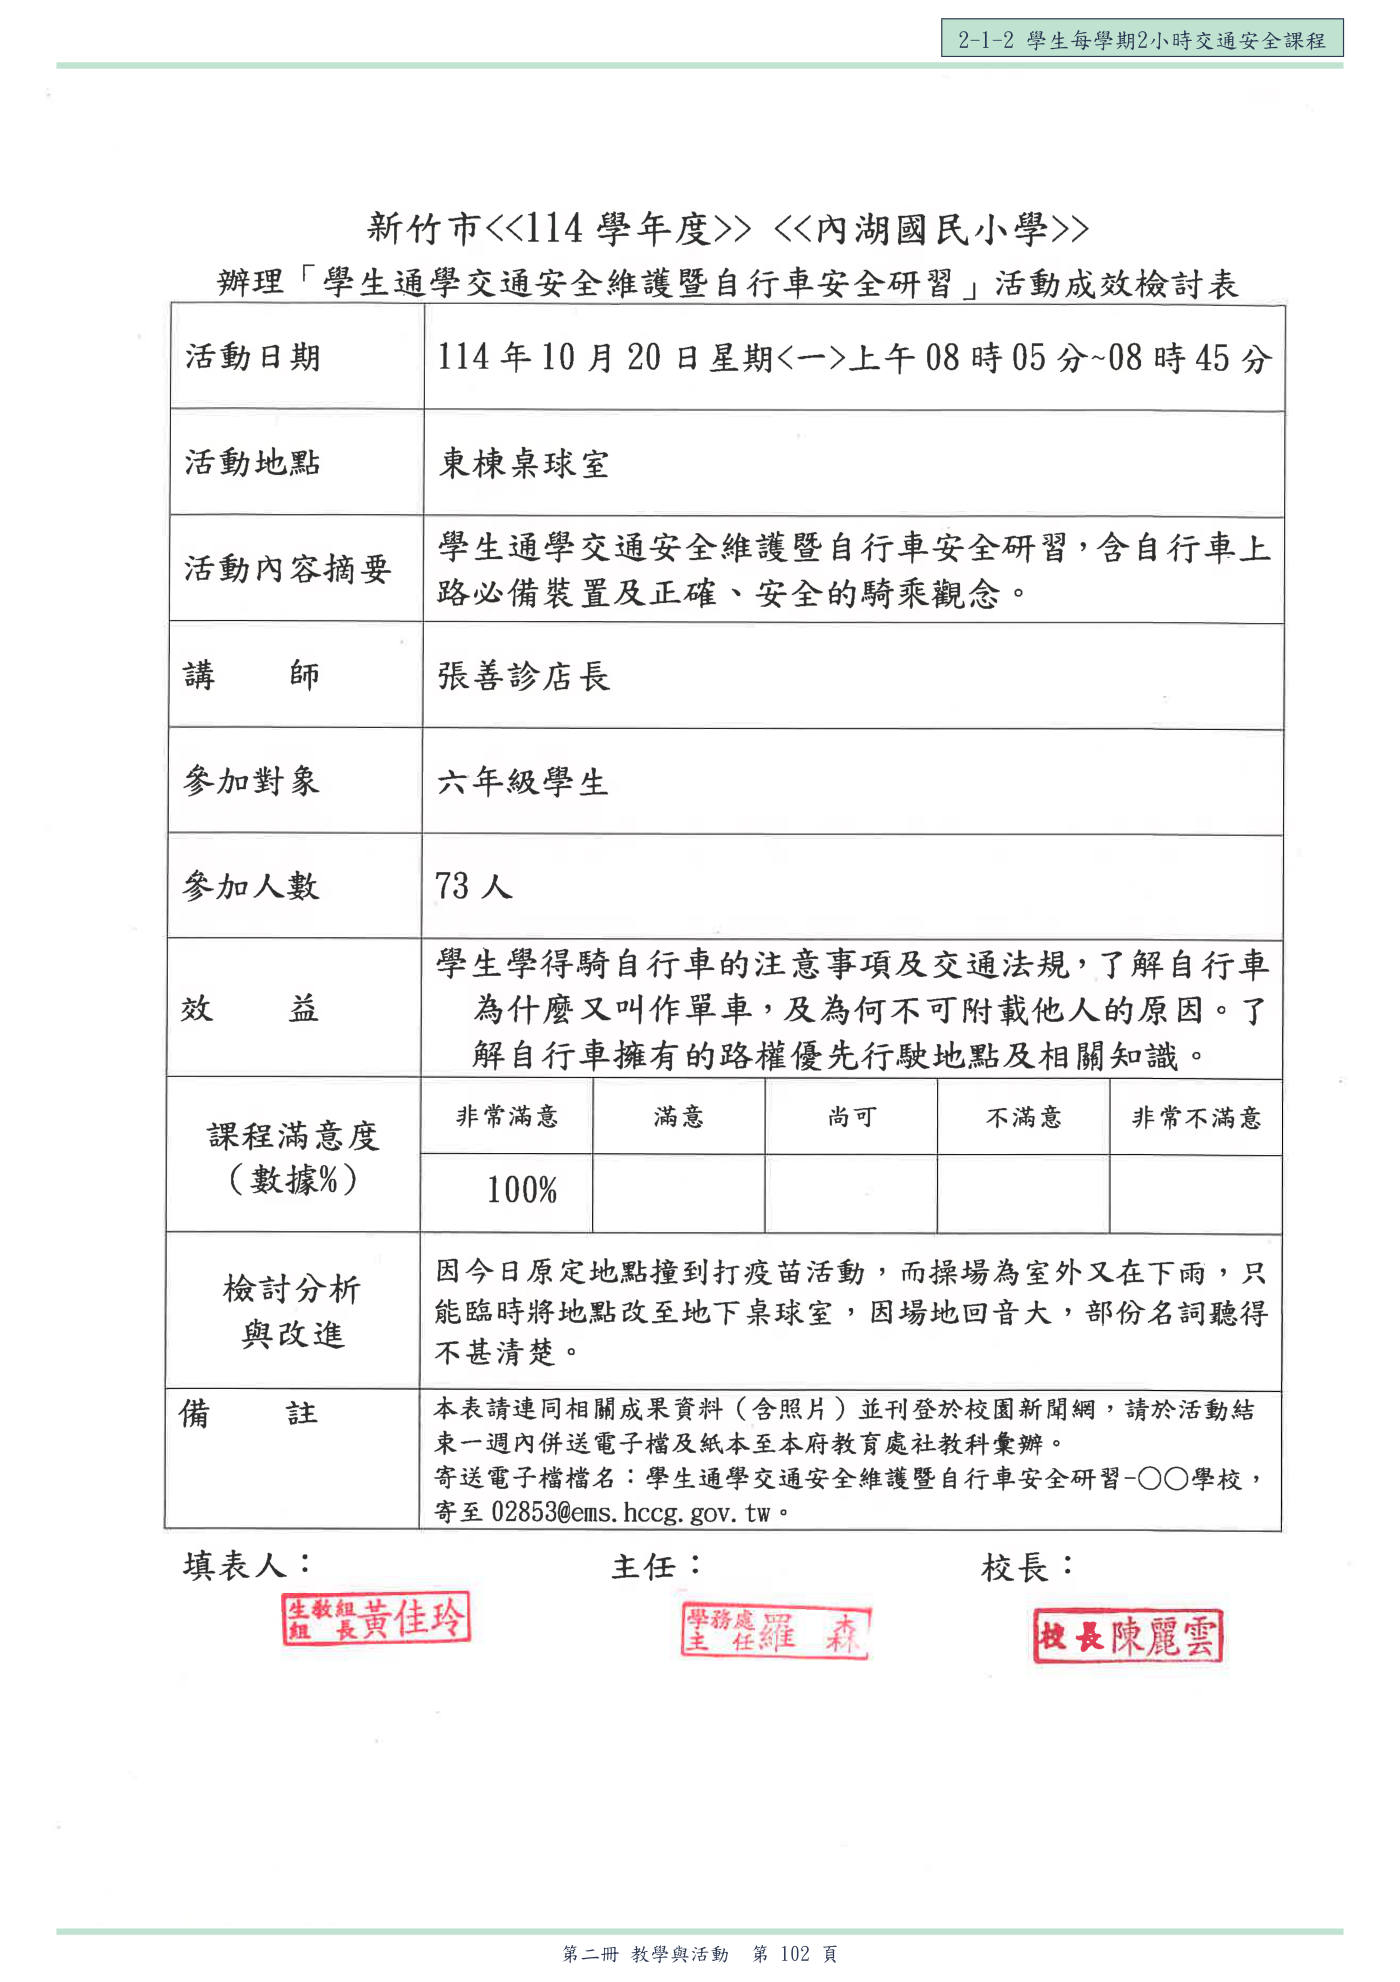 2-1-2 學生每學期2小時交通安全課程
新竹市<<114 學年度>> <<內湖國民小學>>
辦理「學生通學交通安全維護暨自行車安全研習」活動成效檢討表
活動日期 114 年 10 月 20 日星期<一>上午 08 時 05 分~08 時 45 分
活動地點 東棟桌球室
活動內容摘要
學生通學交通安全維護暨自行車安全研習，含自行車上
路必備裝置及正確、安全的騎乘觀念。
講 師 張善診店長
參加對象 六年級學生
參加人數 73 人
效 益
學生學得騎自行車的注意事項及交通法規，了解自行車
為什麼又叫作單車，及為何不可附載他人的原因。了
解自行車擁有的路權優先行駛地點及相關知識。
課程滿意度
（數據%）
非常滿意 滿意 尚可 不滿意 非常不滿意
100%
檢討分析
與改進
因今日原定地點撞到打疫苗活動，而操場為室外又在下雨，只
能臨時將地點改至地下桌球室，因場地回音大，部份名詞聽得
不甚清楚。
備 註
本表請連同相關成果資料（含照片）並刊登於校園新聞網，請於活動結
束一週內併送電子檔及紙本至本府教育處社教科彙辦。
寄送電子檔檔名：學生通學交通安全維護暨自行車安全研習-○○學校，
寄至 02853@ems.hccg.gov.tw。
填表人： 主任： 校長：
生教組
組 長 黃佳玲
學務處
主 任 羅 森
校長 陳麗雲
第二冊 教學與活動 第 102 頁